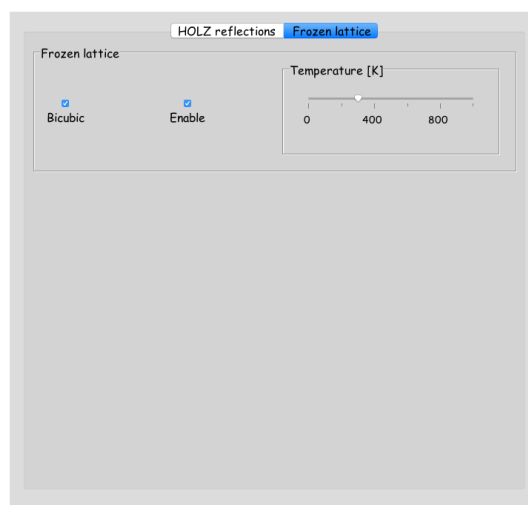 HOLZ reflections Frozen lattice
Frozen lattice
Temperature [K]
Bicubic Enable
0 400 800